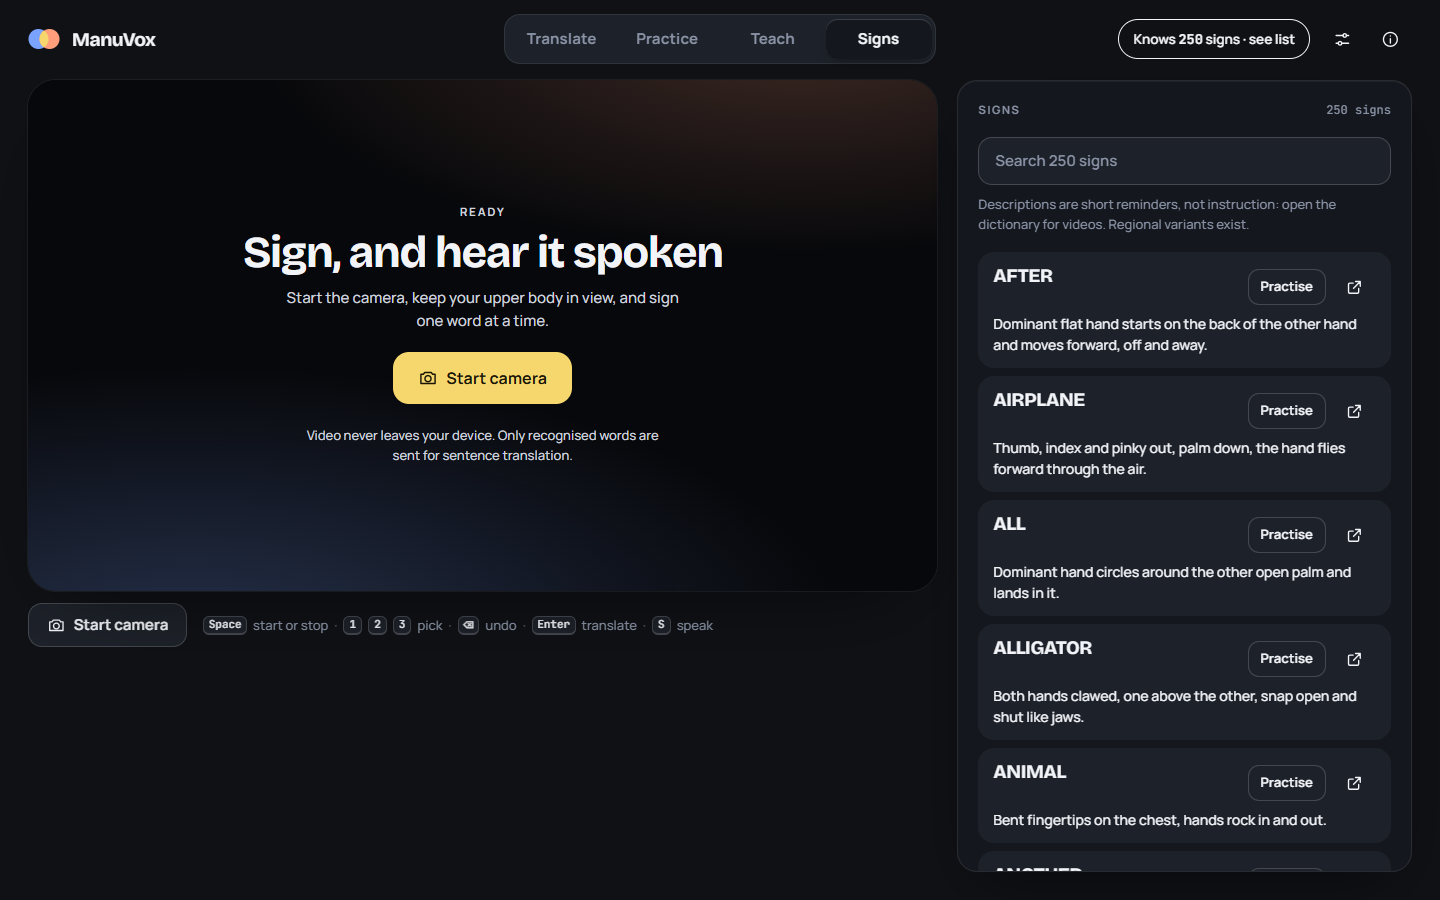 ManuVox
Translate Practice Teach Signs
Knows 250 signs · see list
READY
Sign, and hear it spoken
Start the camera, keep your upper body in view, and sign
one word at a time.
Start camera
Video never leaves your device. Only recognised words are
sent for sentence translation.
Start camera
Space start or stop · 1 2 3 pick · ⌫ undo · Enter translate · S speak
SIGNS 250 signs
Search 250 signs
Descriptions are short reminders, not instruction: open the
dictionary for videos. Regional variants exist.
AFTER
Practise
Dominant flat hand starts on the back of the other hand
and moves forward, off and away.
AIRPLANE
Practise
Thumb, index and pinky out, palm down, the hand flies
forward through the air.
ALL
Practise
Dominant hand circles around the other open palm and
lands in it.
ALLIGATOR
Practise
Both hands clawed, one above the other, snap open and
shut like jaws.
ANIMAL
Practise
Bent fingertips on the chest, hands rock in and out.
ANOTHER